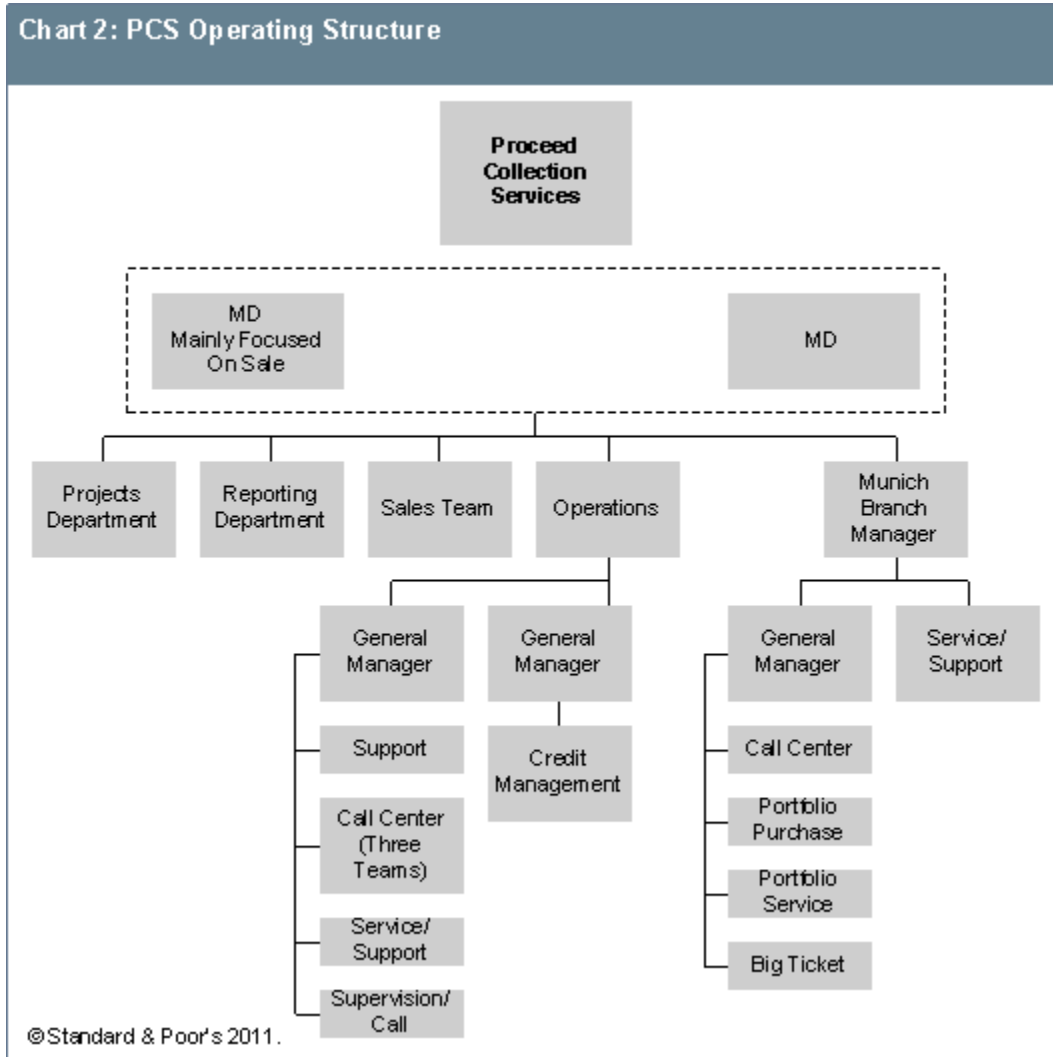 Chart 2: PCS Operating Structure
Proceed
Collection
Services
MD
Mainly Focused
On Sale
MD
Projects
Department
Reporting
Department
Sales Team
Operations
Munich
Branch
Manager
General
Manager
General
Manager
General
Manager
Service/
Support
Support
Credit
Management
Call Center
Call Center
(Three
Teams)
Portfolio
Purchase
Portfolio
Service
Service/
Support
Big Ticket
Supervision/
Call
©Standard & Poor's 2011.